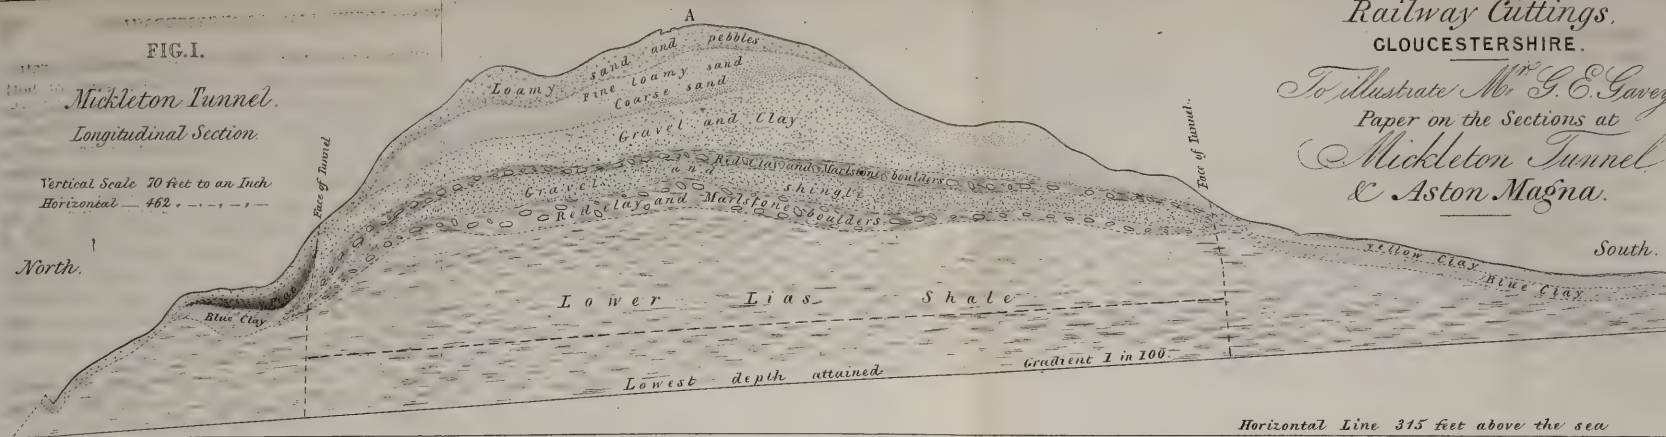 Railway Cuttings,
GLOUCESTERSHIRE.
To illustrate Mr. G. E. Gavey
Paper on the Sections at
Mickleton Tunnel
& Aston Magna.
FIG. I.
Mickleton Tunnel.
Longitudinal Section.
Vertical Scale 70 feet to an Inch
Horizontal — 462 " — " — " —
A
Loamy sand and pebbles
Fine loamy sand
Coarse sand
Gravel and Clay
Red Clay and Marlstone boulders
Gravel and shingle
Red clay and Marlstone boulders
Face of Tunnel
Face of Tunnel.
North.
South.
Blue Clay
Yellow Clay
Blue Clay
Lower Lias Shale
Gradient 1 in 100.
Lowest depth attained
Horizontal Line 315 feet above the sea